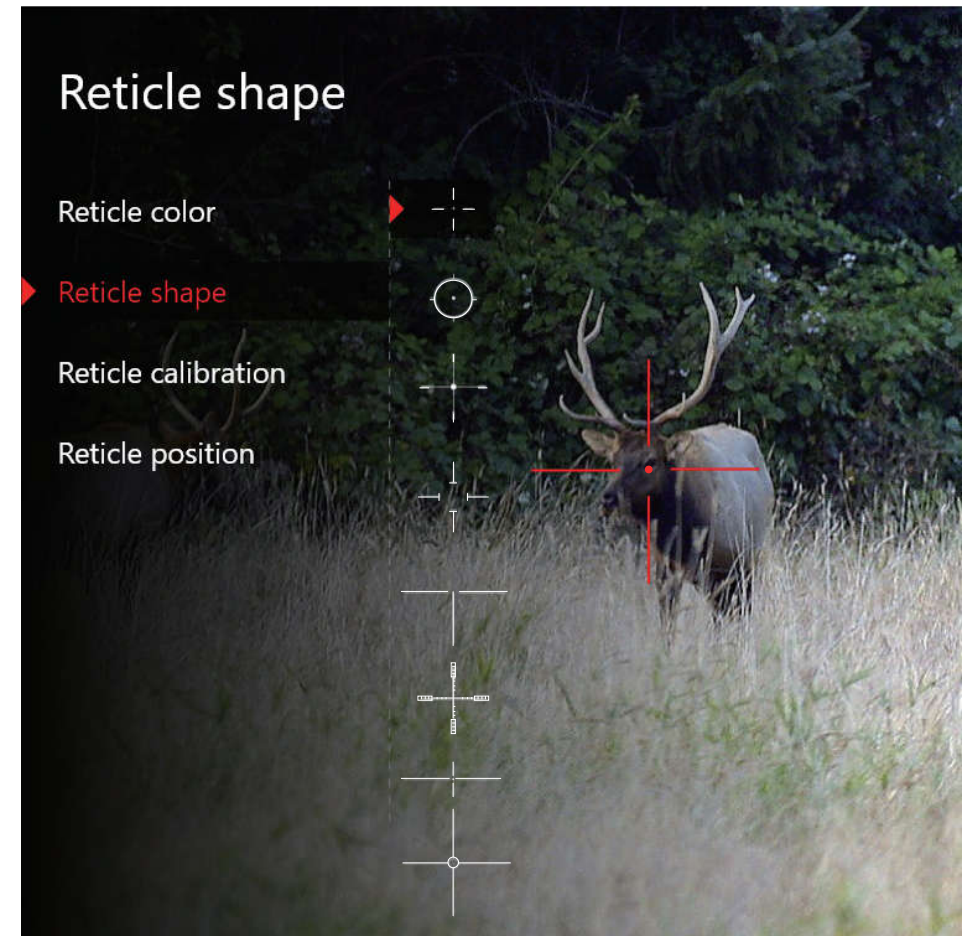 Reticle shape
Reticle color
Reticle shape
Reticle calibration
Reticle position